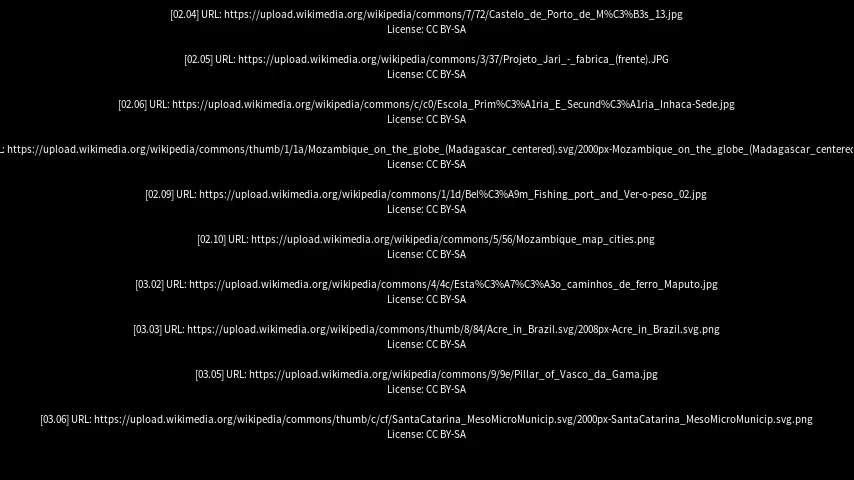 [02.04] URL: https://upload.wikimedia.org/wikipedia/commons/7/72/Castelo_de_Porto_de_M%C3%B3s_13.jpg
License: CC BY-SA
[02.05] URL: https://upload.wikimedia.org/wikipedia/commons/3/37/Projeto_Jari_-_fabrica_(frente).JPG
License: CC BY-SA
[02.06] URL: https://upload.wikimedia.org/wikipedia/commons/c/c0/Escola_Prim%C3%A1ria_E_Secund%C3%A1ria_Inhaca-Sede.jpg
License: CC BY-SA
: https://upload.wikimedia.org/wikipedia/commons/thumb/1/1a/Mozambique_on_the_globe_(Madagascar_centered).svg/2000px-Mozambique_on_the_globe_(Madagascar_centered
License: CC BY-SA
[02.09] URL: https://upload.wikimedia.org/wikipedia/commons/1/1d/Bel%C3%A9m_Fishing_port_and_Ver-o-peso_02.jpg
License: CC BY-SA
[02.10] URL: https://upload.wikimedia.org/wikipedia/commons/5/56/Mozambique_map_cities.png
License: CC BY-SA
[03.02] URL: https://upload.wikimedia.org/wikipedia/commons/4/4c/Esta%C3%A7%C3%A3o_caminhos_de_ferro_Maputo.jpg
License: CC BY-SA
[03.03] URL: https://upload.wikimedia.org/wikipedia/commons/thumb/8/84/Acre_in_Brazil.svg/2008px-Acre_in_Brazil.svg.png
License: CC BY-SA
[03.05] URL: https://upload.wikimedia.org/wikipedia/commons/9/9e/Pillar_of_Vasco_da_Gama.jpg
License: CC BY-SA
[03.06] URL: https://upload.wikimedia.org/wikipedia/commons/thumb/c/cf/SantaCatarina_MesoMicroMunicip.svg/2000px-SantaCatarina_MesoMicroMunicip.svg.png
License: CC BY-SA